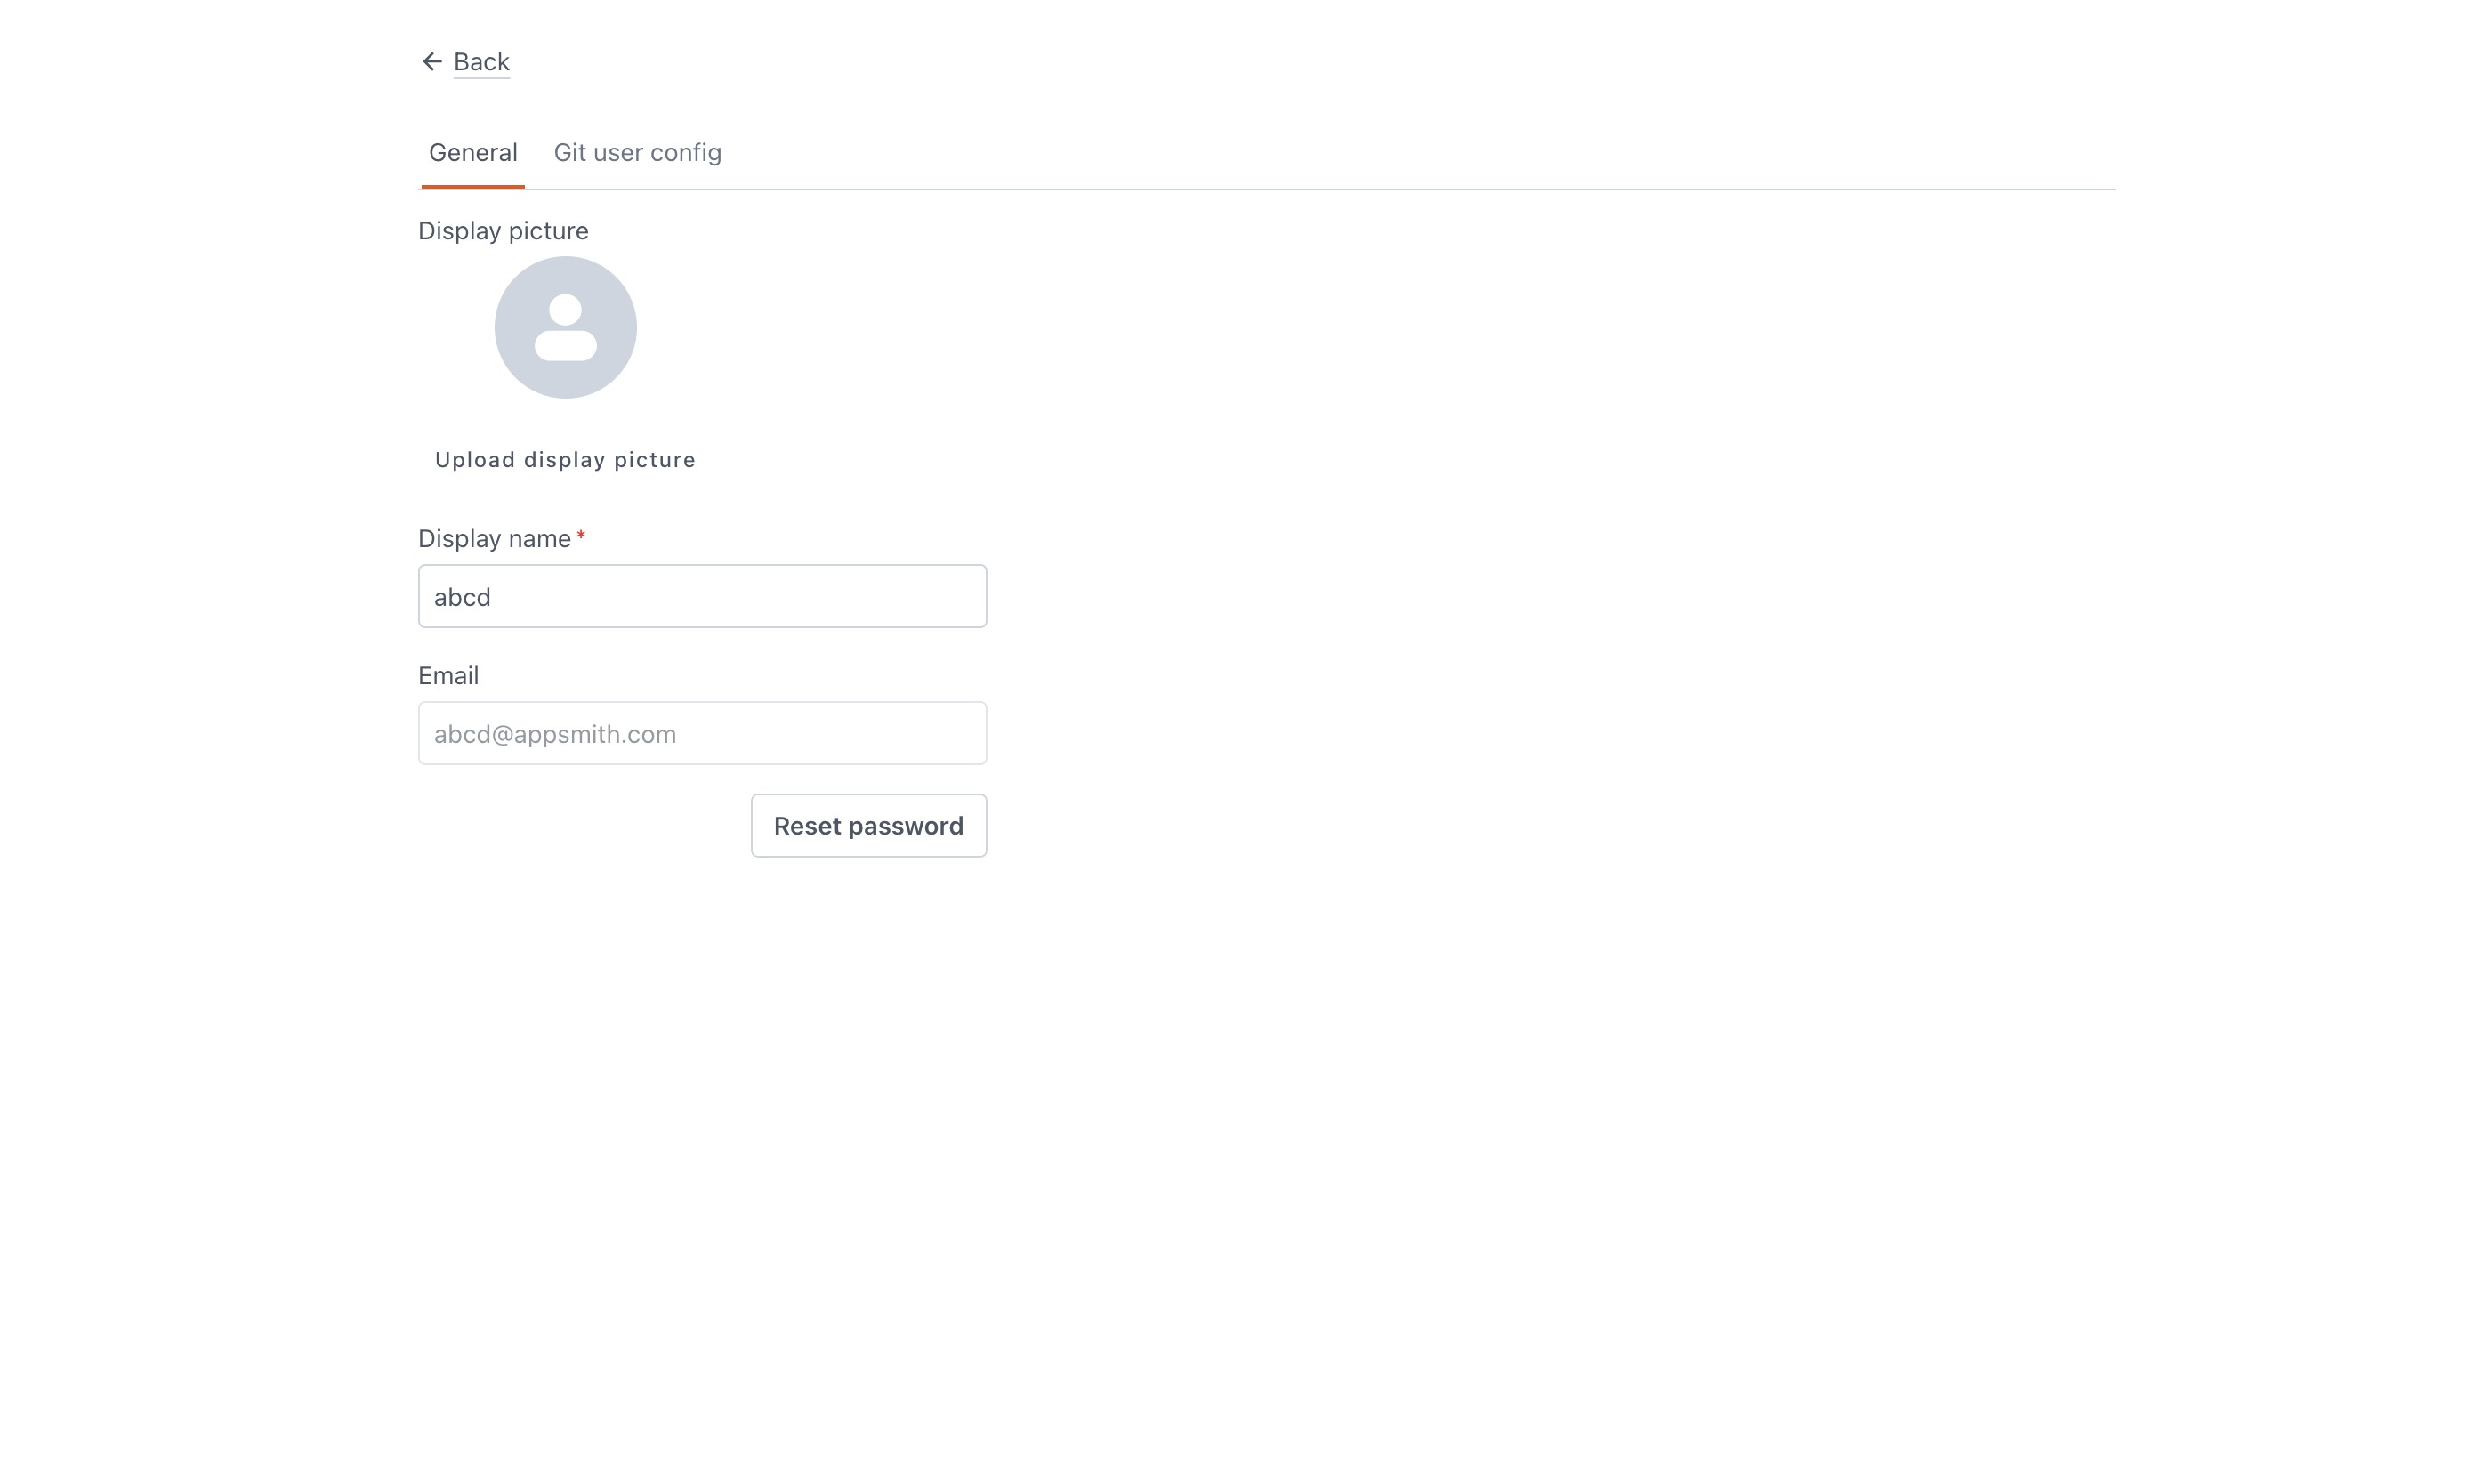 Back
General Git user config
Display picture
Upload display picture
Display name*
abcd
Email
abcd@appsmith.com
Reset password